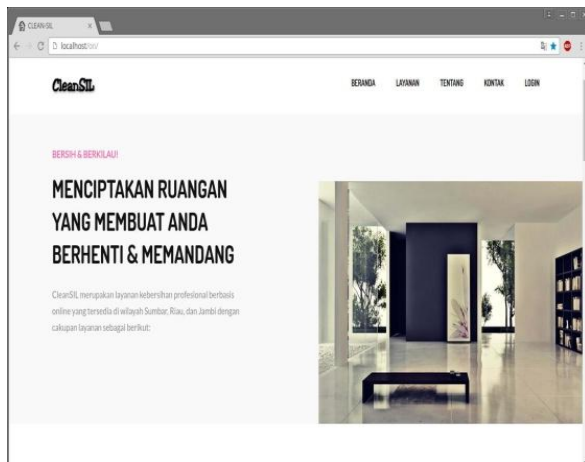 CLEANSIL
localhost/on/
CleanSIL
BERANDA LAYANAN TENTANG KONTAK LOGIN
BERSIH & BERKILAU!
MENCIPTAKAN RUANGAN
YANG MEMBUAT ANDA
BERHENTI & MEMANDANG
CleanSIL merupakan layanan kebersihan profesional berbasis
online yang tersedia di wilayah Sumbar, Riau, dan Jambi dengan
cakupan layanan sebagai berikut: